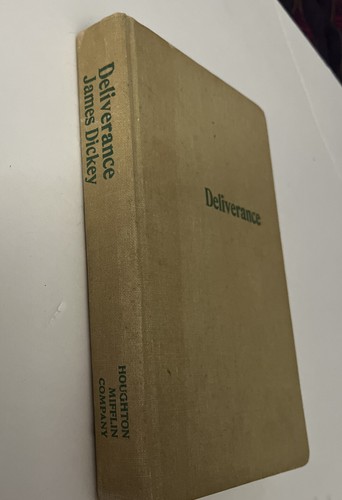 Deliverance
James Dickey
HOUGHTON
MIFFLIN
COMPANY
Deliverance